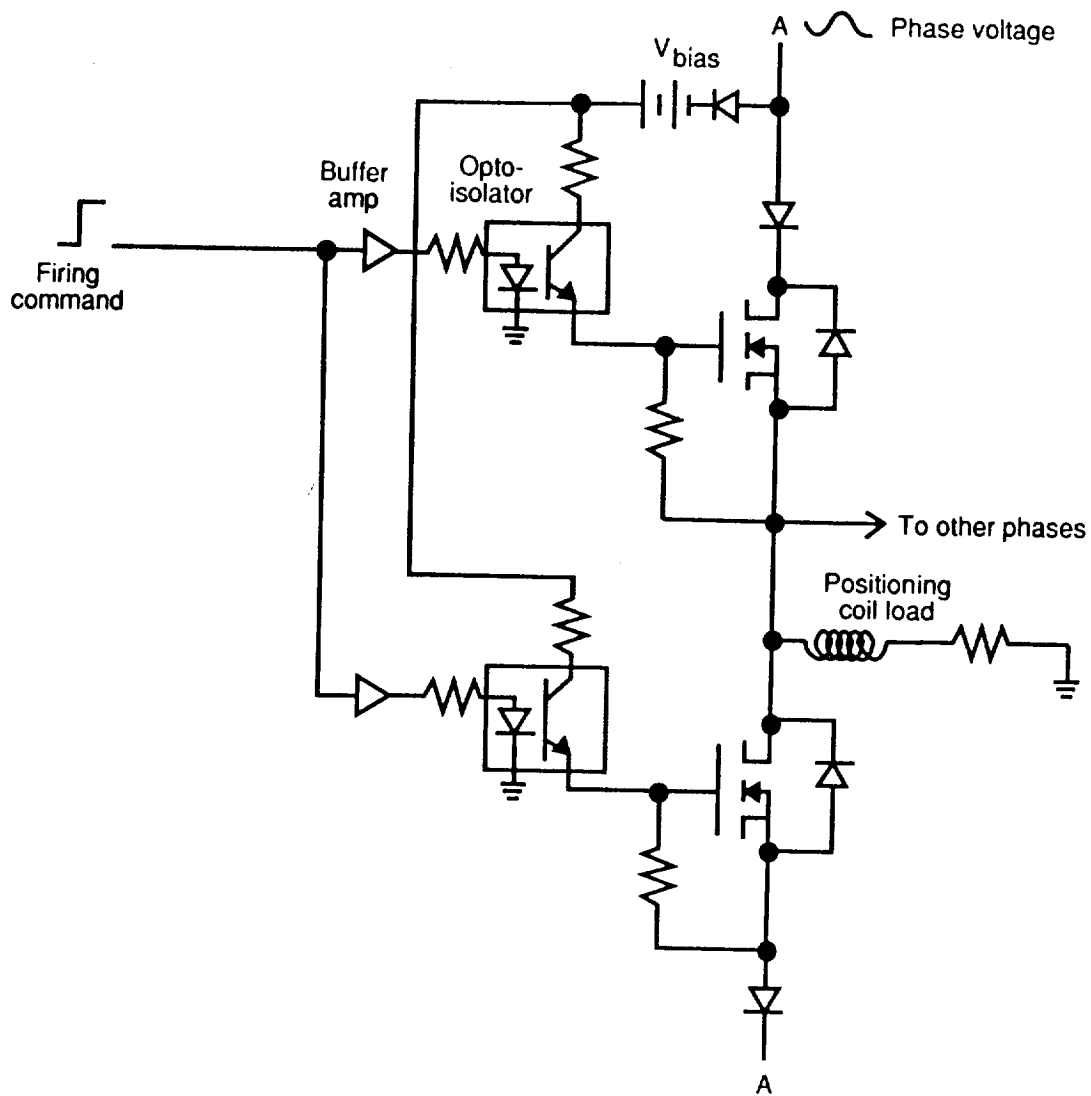 A
Phase voltage
V bias
Buffer
amp
Opto-
isolator
Firing
command
To other phases
Positioning
coil load
A